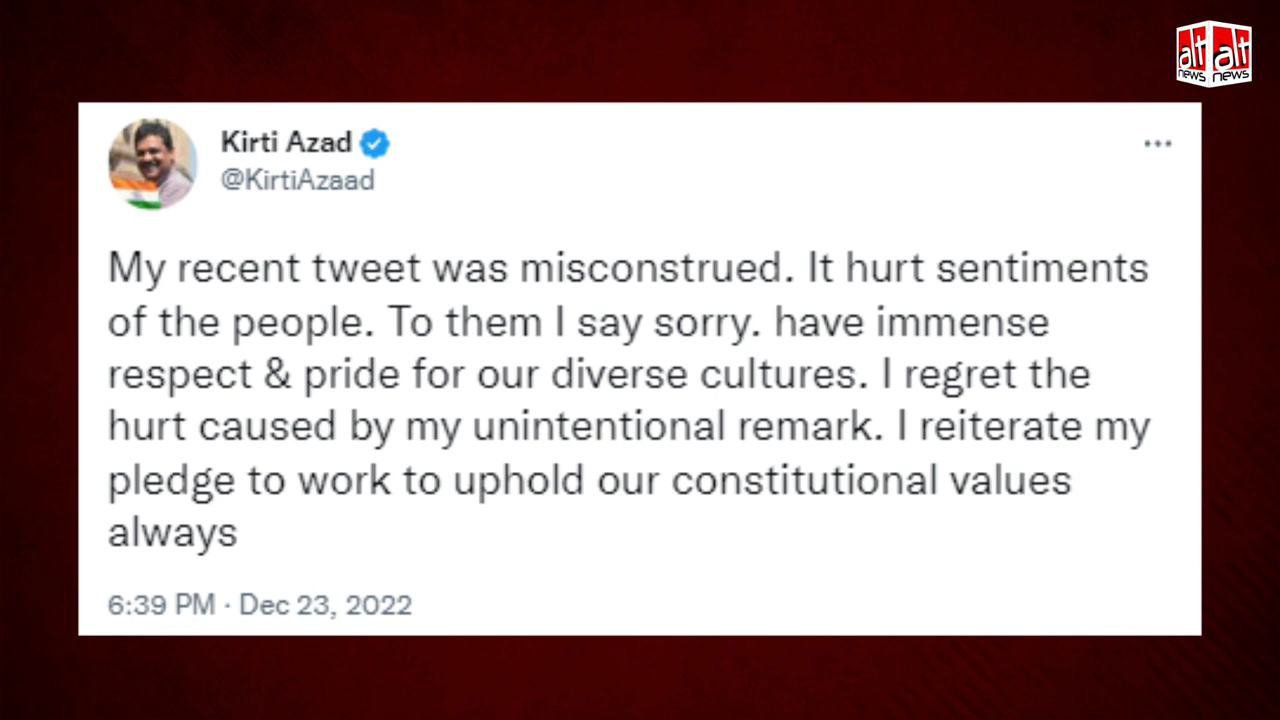 alt alt
news news
Kirti Azad
@KirtiAzaad
My recent tweet was misconstrued. It hurt sentiments
of the people. To them I say sorry. have immense
respect & pride for our diverse cultures. I regret the
hurt caused by my unintentional remark. I reiterate my
pledge to work to uphold our constitutional values
always
6:39 PM · Dec 23, 2022